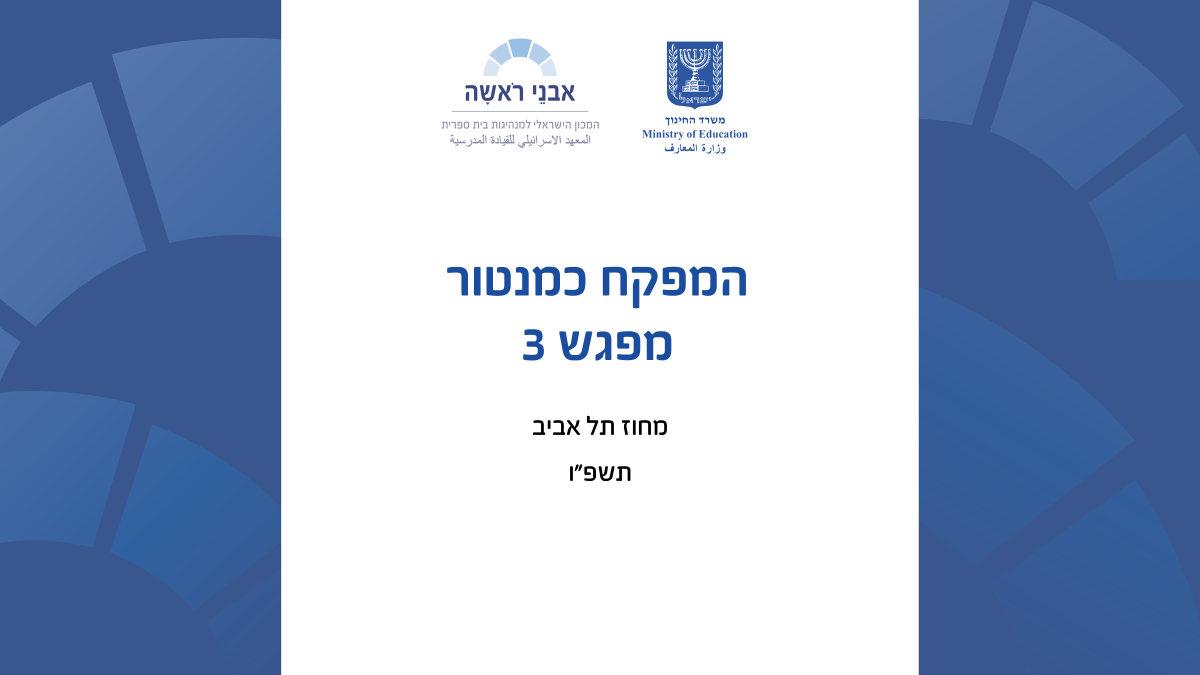 אבני ראשה
המכון הישראלי למנהיגות בית ספרית
المعهد الاسرائيلي للقيادة المدرسية
משרד החינוך
Ministry of Education
وزارة المعارف
המפקח כמנטור
מפגש 3
מחוז תל אביב
תשפ"ו